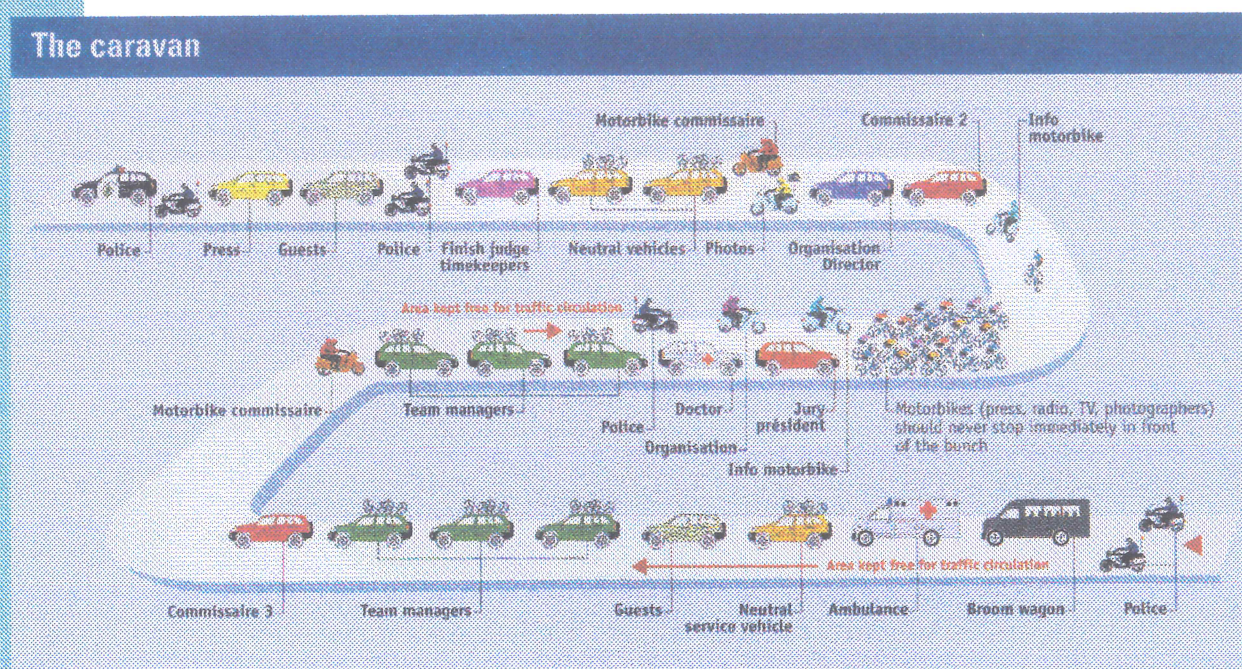 The caravan
Motorbike commissaire
Commissaire 2
Info
motorbike
Police
Press
Guests
Police
Finish judge
timekeepers
Neutral vehicles
Photos
Organisation
Director
Area kept free for traffic circulation
Motorbike commissaire
Team managers
Police
Doctor
Organisation
Jury
président
Info motorbike
Motorbikes (press, radio, TV, photographers)
should never stop immediately in front
of the bunch
Area kept free for traffic circulation
Commissaire 3
Team managers
Guests
Neutral
service vehicle
Ambulance
Broom wagon
Police